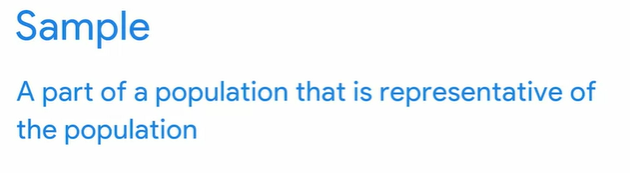 Sample
A part of a population that is representative of
the population